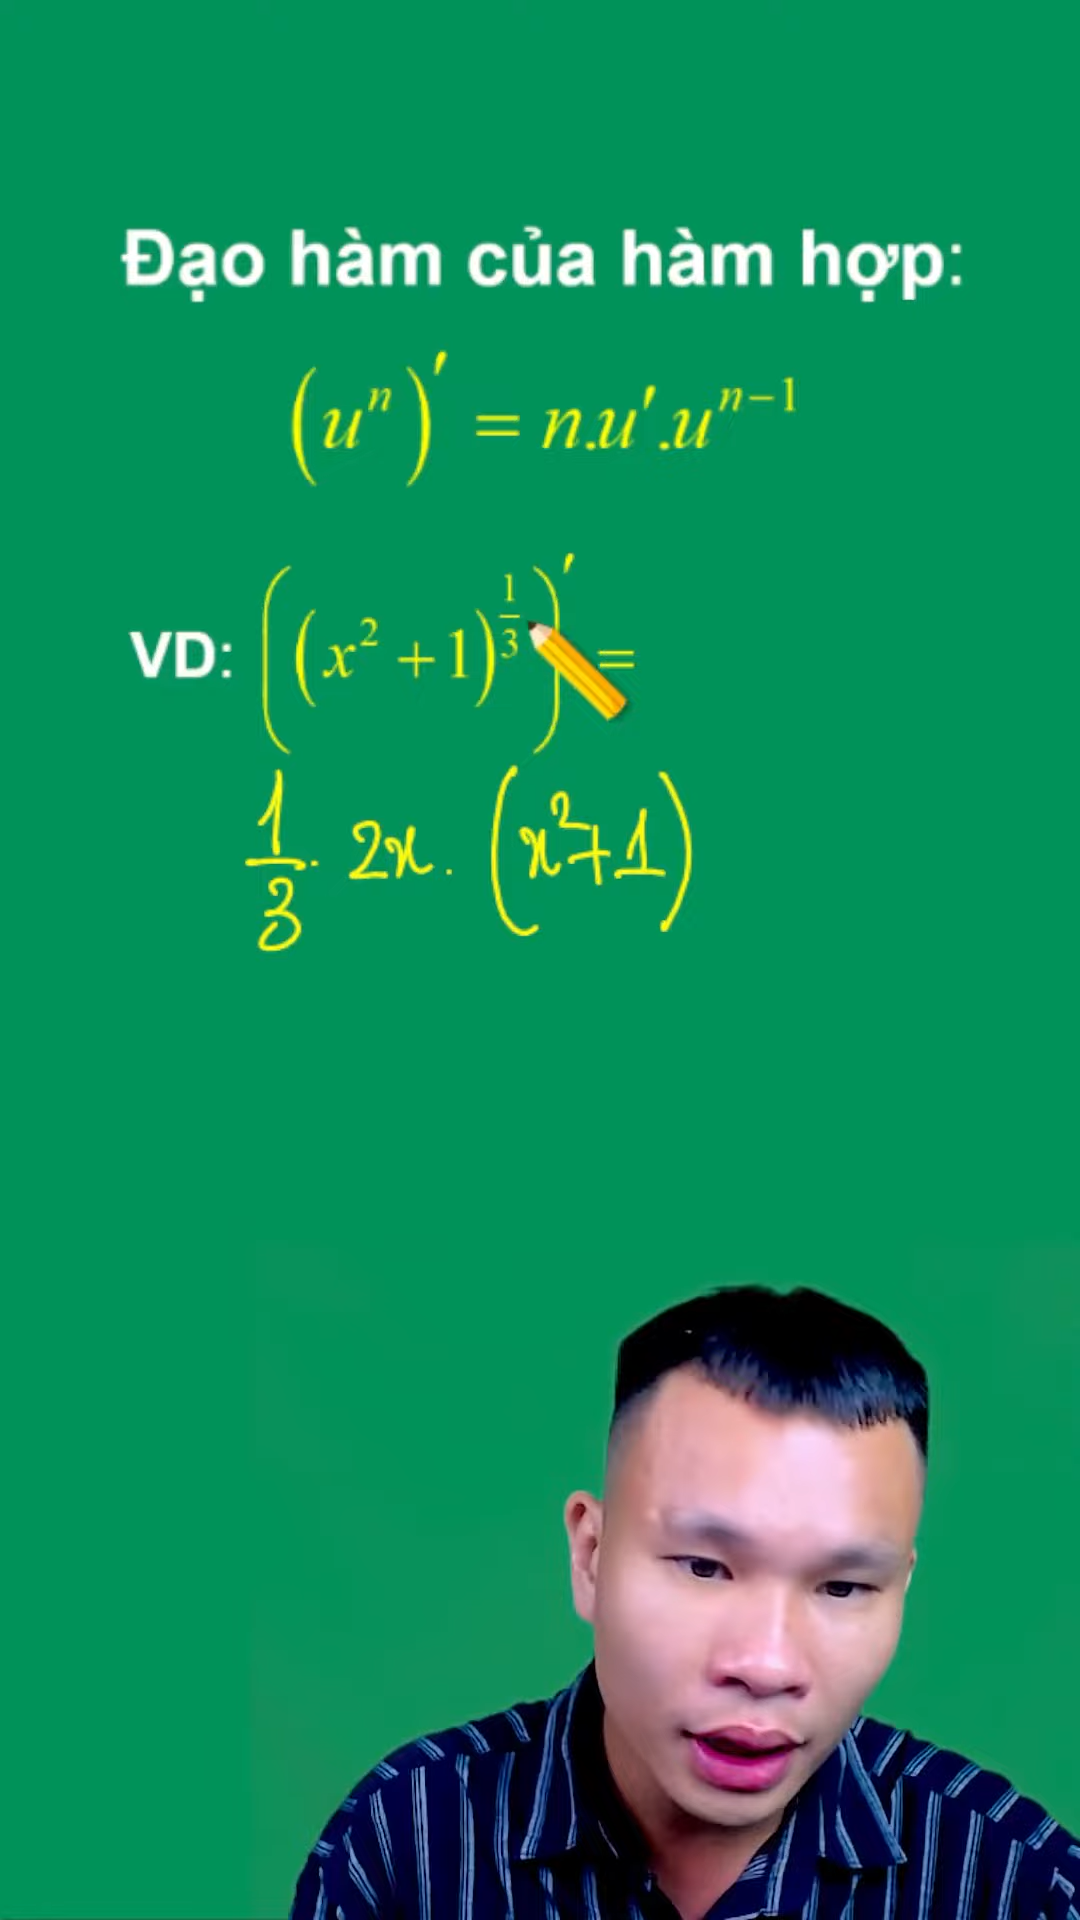 Đạo hàm của hàm hợp:
(uⁿ)′ = n.u′.uⁿ⁻¹
VD: ((x² + 1)^(1/3))′ =
1/3 . 2x . (x² + 1)